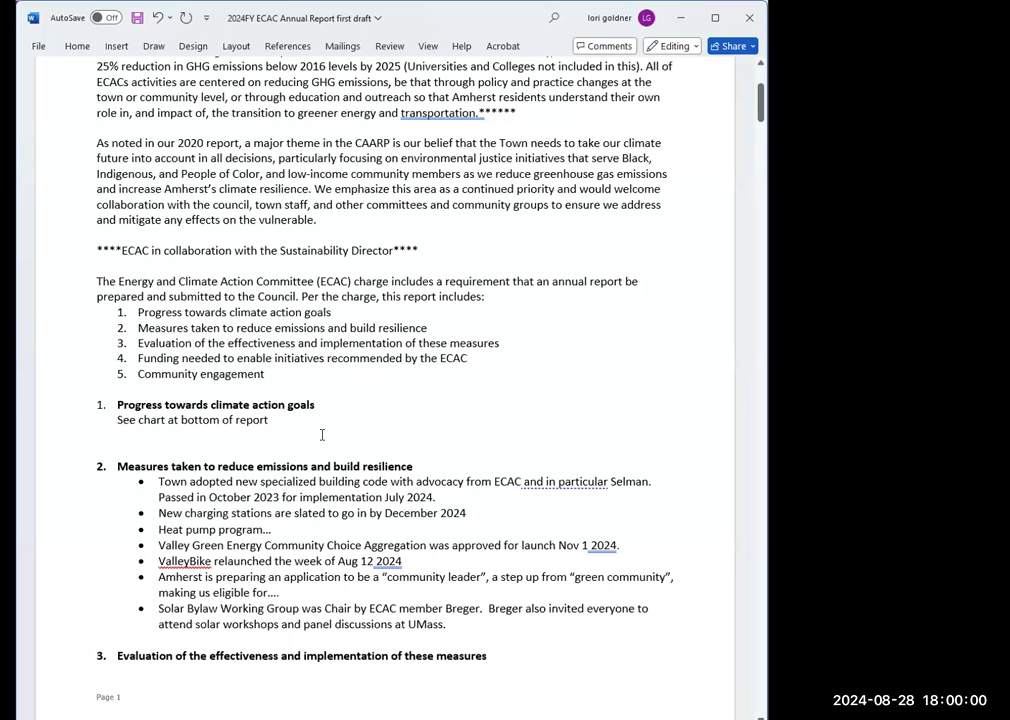 AutoSave Off 2024FY ECAC Annual Report first draft lori goldner LG
File Home Insert Draw Design Layout References Mailings Review View Help Acrobat Comments Editing Share
25% reduction in GHG emissions below 2016 levels by 2025 (Universities and Colleges not included in this). All of
ECACs activities are centered on reducing GHG emissions, be that through policy and practice changes at the
town or community level, or through education and outreach so that Amherst residents understand their own
role in, and impact of, the transition to greener energy and transportation.******
As noted in our 2020 report, a major theme in the CAARP is our belief that the Town needs to take our climate
future into account in all decisions, particularly focusing on environmental justice initiatives that serve Black,
Indigenous, and People of Color, and low-income community members as we reduce greenhouse gas emissions
and increase Amherst's climate resilience. We emphasize this area as a continued priority and would welcome
collaboration with the council, town staff, and other committees and community groups to ensure we address
and mitigate any effects on the vulnerable.
****ECAC in collaboration with the Sustainability Director****
The Energy and Climate Action Committee (ECAC) charge includes a requirement that an annual report be
prepared and submitted to the Council. Per the charge, this report includes:
1. Progress towards climate action goals
2. Measures taken to reduce emissions and build resilience
3. Evaluation of the effectiveness and implementation of these measures
4. Funding needed to enable initiatives recommended by the ECAC
5. Community engagement
1. Progress towards climate action goals
See chart at bottom of report
2. Measures taken to reduce emissions and build resilience
• Town adopted new specialized building code with advocacy from ECAC and in particular Selman.
Passed in October 2023 for implementation July 2024.
• New charging stations are slated to go in by December 2024
• Heat pump program...
• Valley Green Energy Community Choice Aggregation was approved for launch Nov 1 2024.
• ValleyBike relaunched the week of Aug 12 2024
• Amherst is preparing an application to be a “community leader”, a step up from “green community”,
making us eligible for....
• Solar Bylaw Working Group was Chair by ECAC member Breger. Breger also invited everyone to
attend solar workshops and panel discussions at UMass.
3. Evaluation of the effectiveness and implementation of these measures
Page 1
2024-08-28 18:00:00